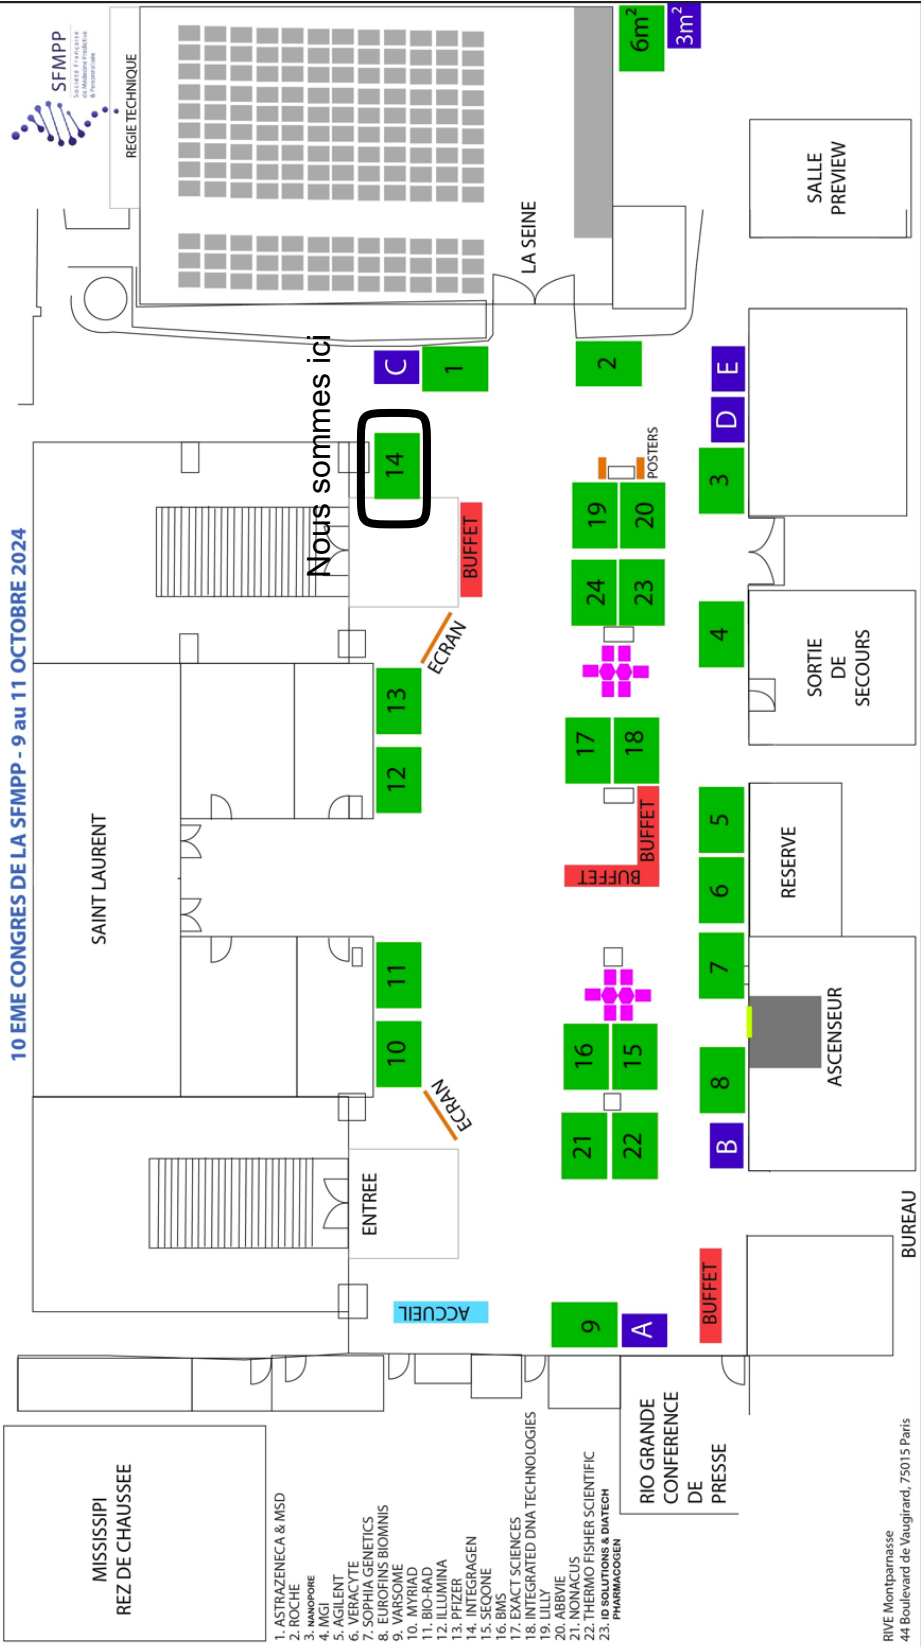 10 EME CONGRES DE LA SFMPP - 9 au 11 OCTOBRE 2024
SFMPP
Société Française
de Médecine Prédictive
& Personnalisée
REGIE TECHNIQUE
6m²
3m²
SALLE
PREVIEW
LA SEINE
Nous sommes ici
C
1
2
E
D
3
14
BUFFET
POSTERS
19
20
24
23
4
SORTIE
DE
SECOURS
ECRAN
13
12
17
18
BUFFET
BUFFET
5
6
RESERVE
SAINT LAURENT
11
10
7
16
15
8
ASCENSEUR
ECRAN
21
22
B
ENTREE
BUREAU
ACCUEIL
9
A
BUFFET
RIO GRANDE
CONFERENCE
DE
PRESSE
MISSISSIPI
REZ DE CHAUSSEE
1. ASTRAZENECA & MSD
2. ROCHE
3. NANOPORE
4. MGI
5. AGILENT
6. VERACYTE
7. SOPHIA GENETICS
8. EUROFINS BIOMNIS
9. VARSOME
10. MYRIAD
11. BIO-RAD
12. ILLUMINA
13. PFIZER
14. INTEGRAGEN
15. SEQONE
16. BMS
17. EXACT SCIENCES
18. INTEGRATED DNA TECHNOLOGIES
19. LILLY
20. ABBVIE
21. NONACUS
22. THERMO FISHER SCIENTIFIC
23. ID SOLUTIONS & DIATECH
PHARMACOGEN
RIVE Montparnasse
44 Boulevard de Vaugirard, 75015 Paris